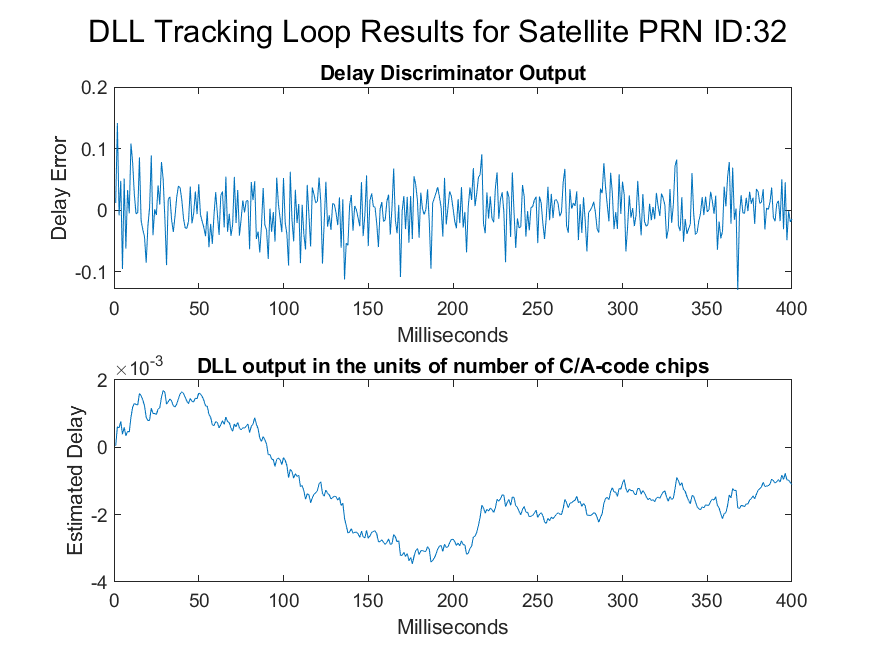 DLL Tracking Loop Results for Satellite PRN ID:32
Delay Discriminator Output
0.2
0.1
0
-0.1
Delay Error
0 50 100 150 200 250 300 350 400
Milliseconds
×10-3
DLL output in the units of number of C/A-code chips
2
0
-2
-4
Estimated Delay
0 50 100 150 200 250 300 350 400
Milliseconds